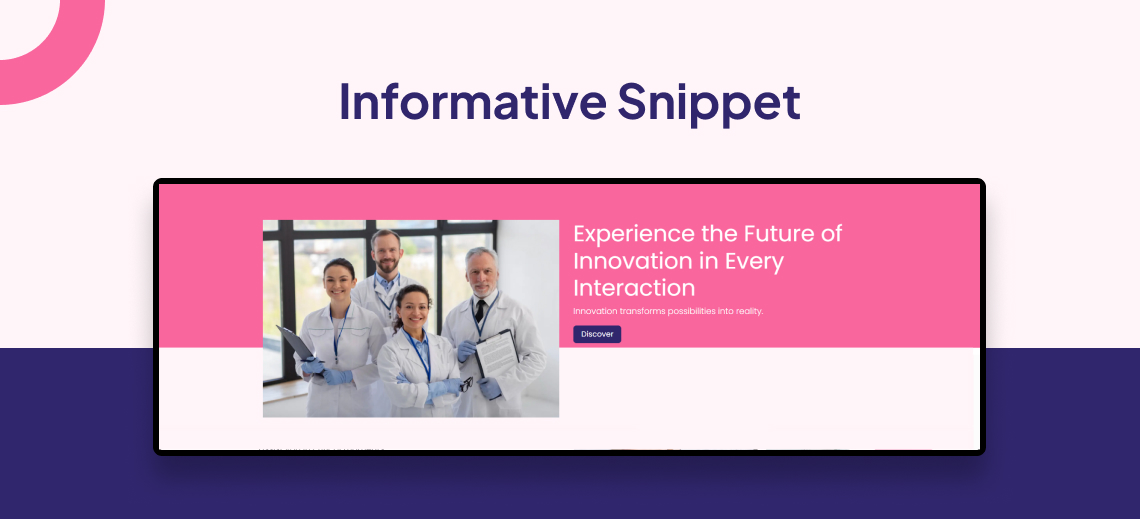 Informative Snippet
Experience the Future of
Innovation in Every
Interaction
Innovation transforms possibilities into reality.
Discover